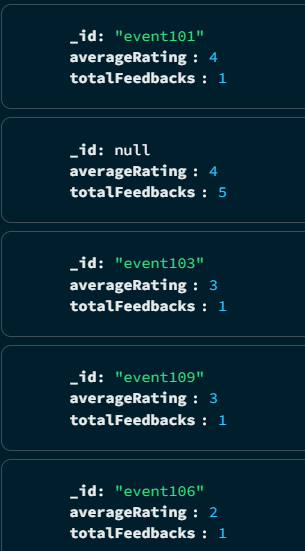 _id: "event101"
averageRating : 4
totalFeedbacks : 1
_id: null
averageRating : 4
totalFeedbacks : 5
_id: "event103"
averageRating : 3
totalFeedbacks : 1
_id: "event109"
averageRating : 3
totalFeedbacks : 1
_id: "event106"
averageRating : 2
totalFeedbacks : 1